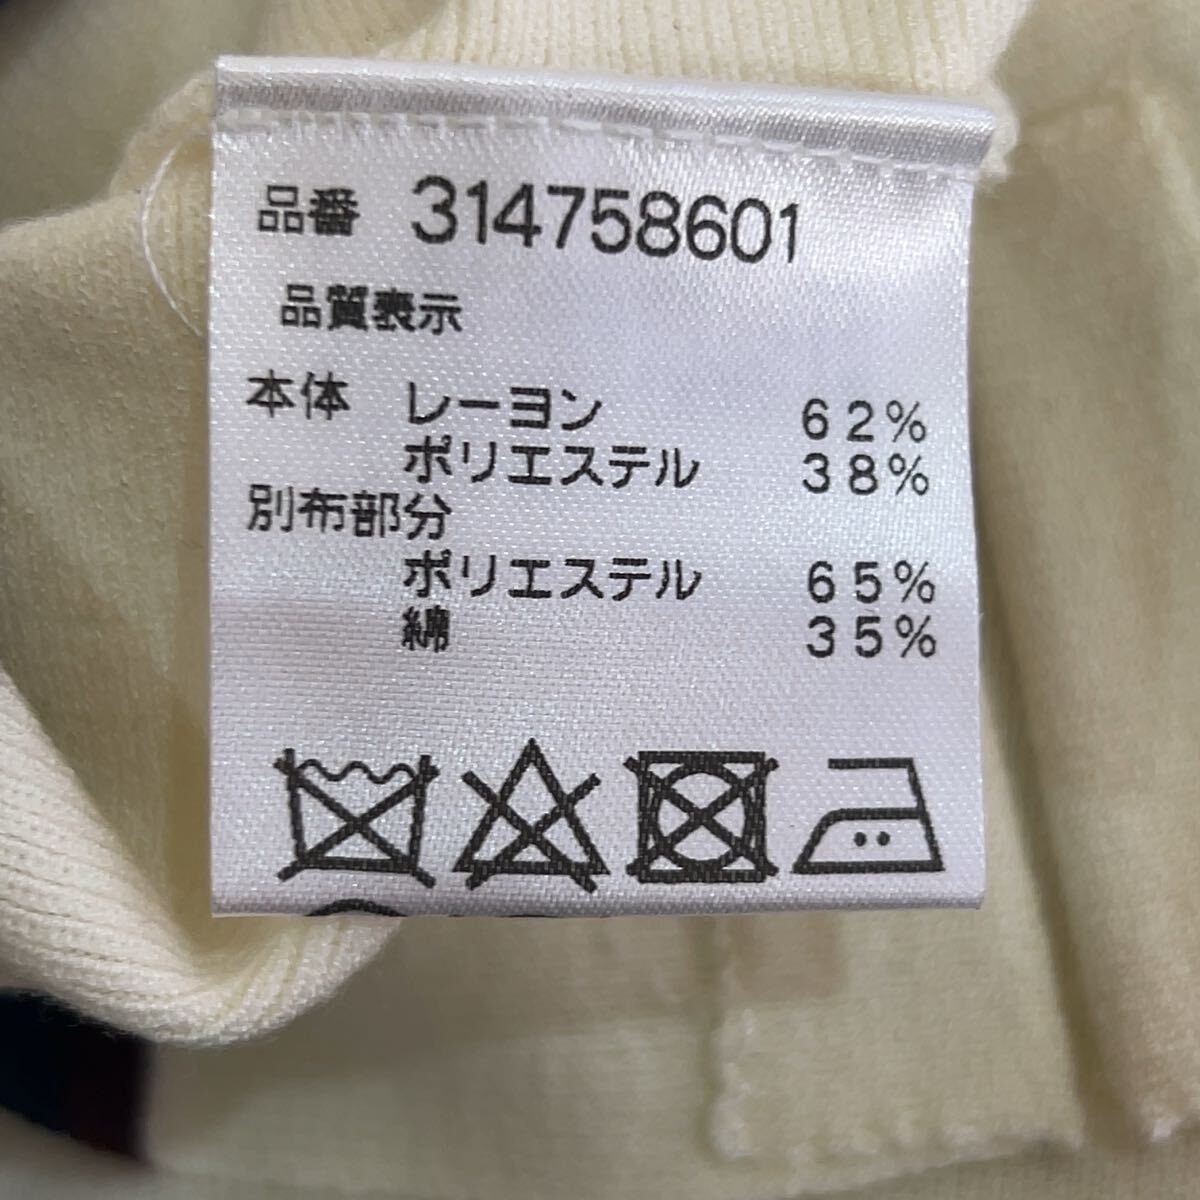 品番 314758601
品質表示
本体 レーヨン 62%
ポリエステル 38%
別布部分
ポリエステル 65%
綿 35%